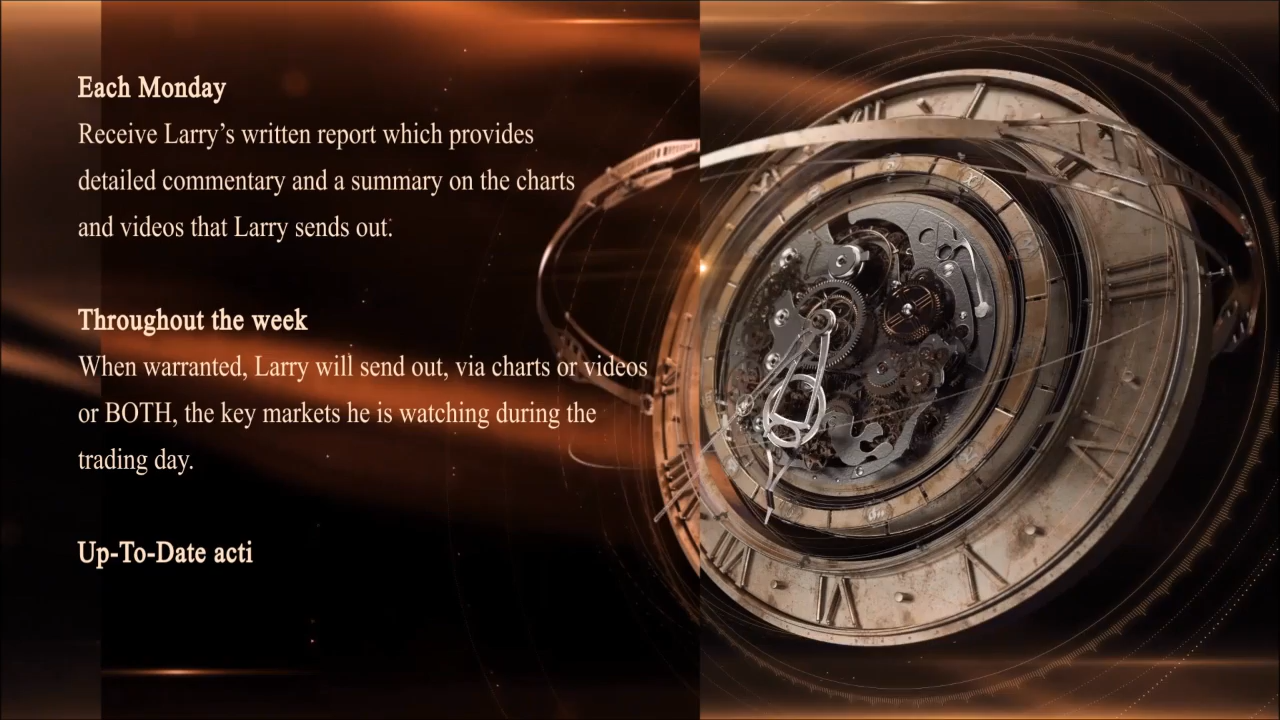 Each Monday
Receive Larry’s written report which provides
detailed commentary and a summary on the charts
and videos that Larry sends out.
Throughout the week
When warranted, Larry will send out, via charts or videos
or BOTH, the key markets he is watching during the
trading day.
Up-To-Date acti